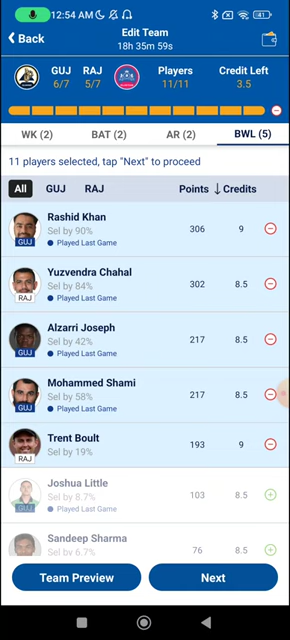 12:54 AM
41
Back
Edit Team
18h 35m 59s
GUJ
6/7
RAJ
5/7
Players
11/11
Credit Left
3.5
WK (2)
BAT (2)
AR (2)
BWL (5)
11 players selected, tap "Next" to proceed
All
GUJ
RAJ
Points
Credits
Rashid Khan
Sel by 90%
GUJ
Played Last Game
306
9
Yuzvendra Chahal
Sel by 84%
RAJ
Played Last Game
302
8.5
Alzarri Joseph
Sel by 42%
GUJ
Played Last Game
217
8.5
Mohammed Shami
Sel by 58%
GUJ
Played Last Game
217
8.5
Trent Boult
Sel by 19%
RAJ
193
9
Joshua Little
Sel by 8.7%
GUJ
Played Last Game
103
8.5
Sandeep Sharma
Sel by 6.7%
76
8.5
Team Preview
Next